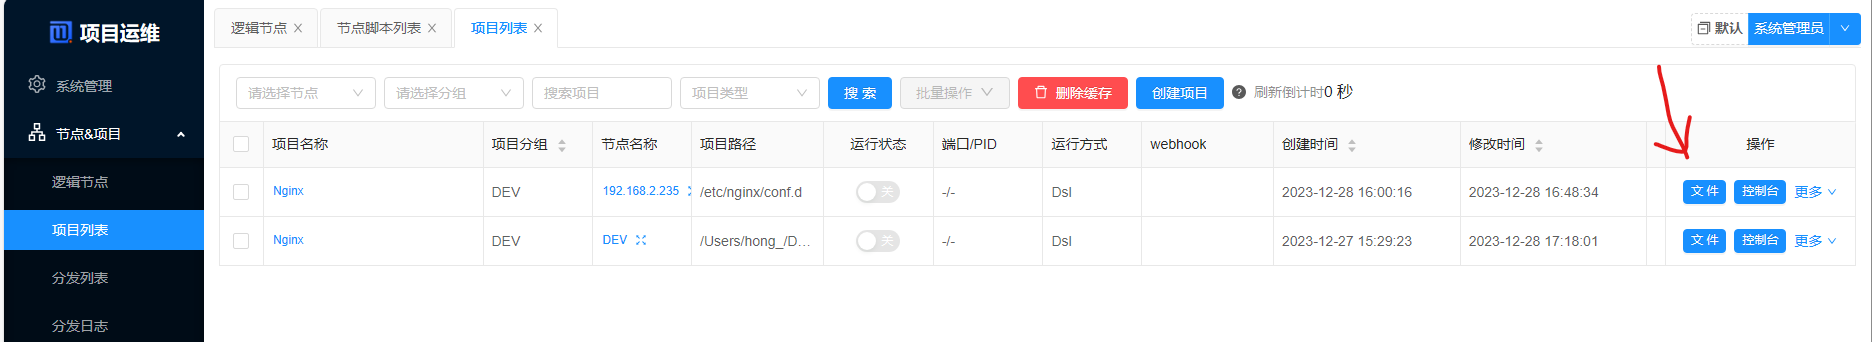 项目运维
系统管理
节点&项目
逻辑节点
项目列表
分发列表
分发日志
逻辑节点 节点脚本列表 项目列表
默认 系统管理员
请选择节点 请选择分组 搜索项目 项目类型 搜索 批量操作 删除缓存 创建项目 刷新倒计时0 秒
项目名称 项目分组 节点名称 项目路径 运行状态 端口/PID 运行方式 webhook 创建时间 修改时间 操作
Nginx DEV 192.168.2.235 /etc/nginx/conf.d 关 -/- Dsl 2023-12-28 16:00:16 2023-12-28 16:48:34 文件 控制台 更多
Nginx DEV DEV /Users/hong_/D... 关 -/- Dsl 2023-12-27 15:29:23 2023-12-28 17:18:01 文件 控制台 更多